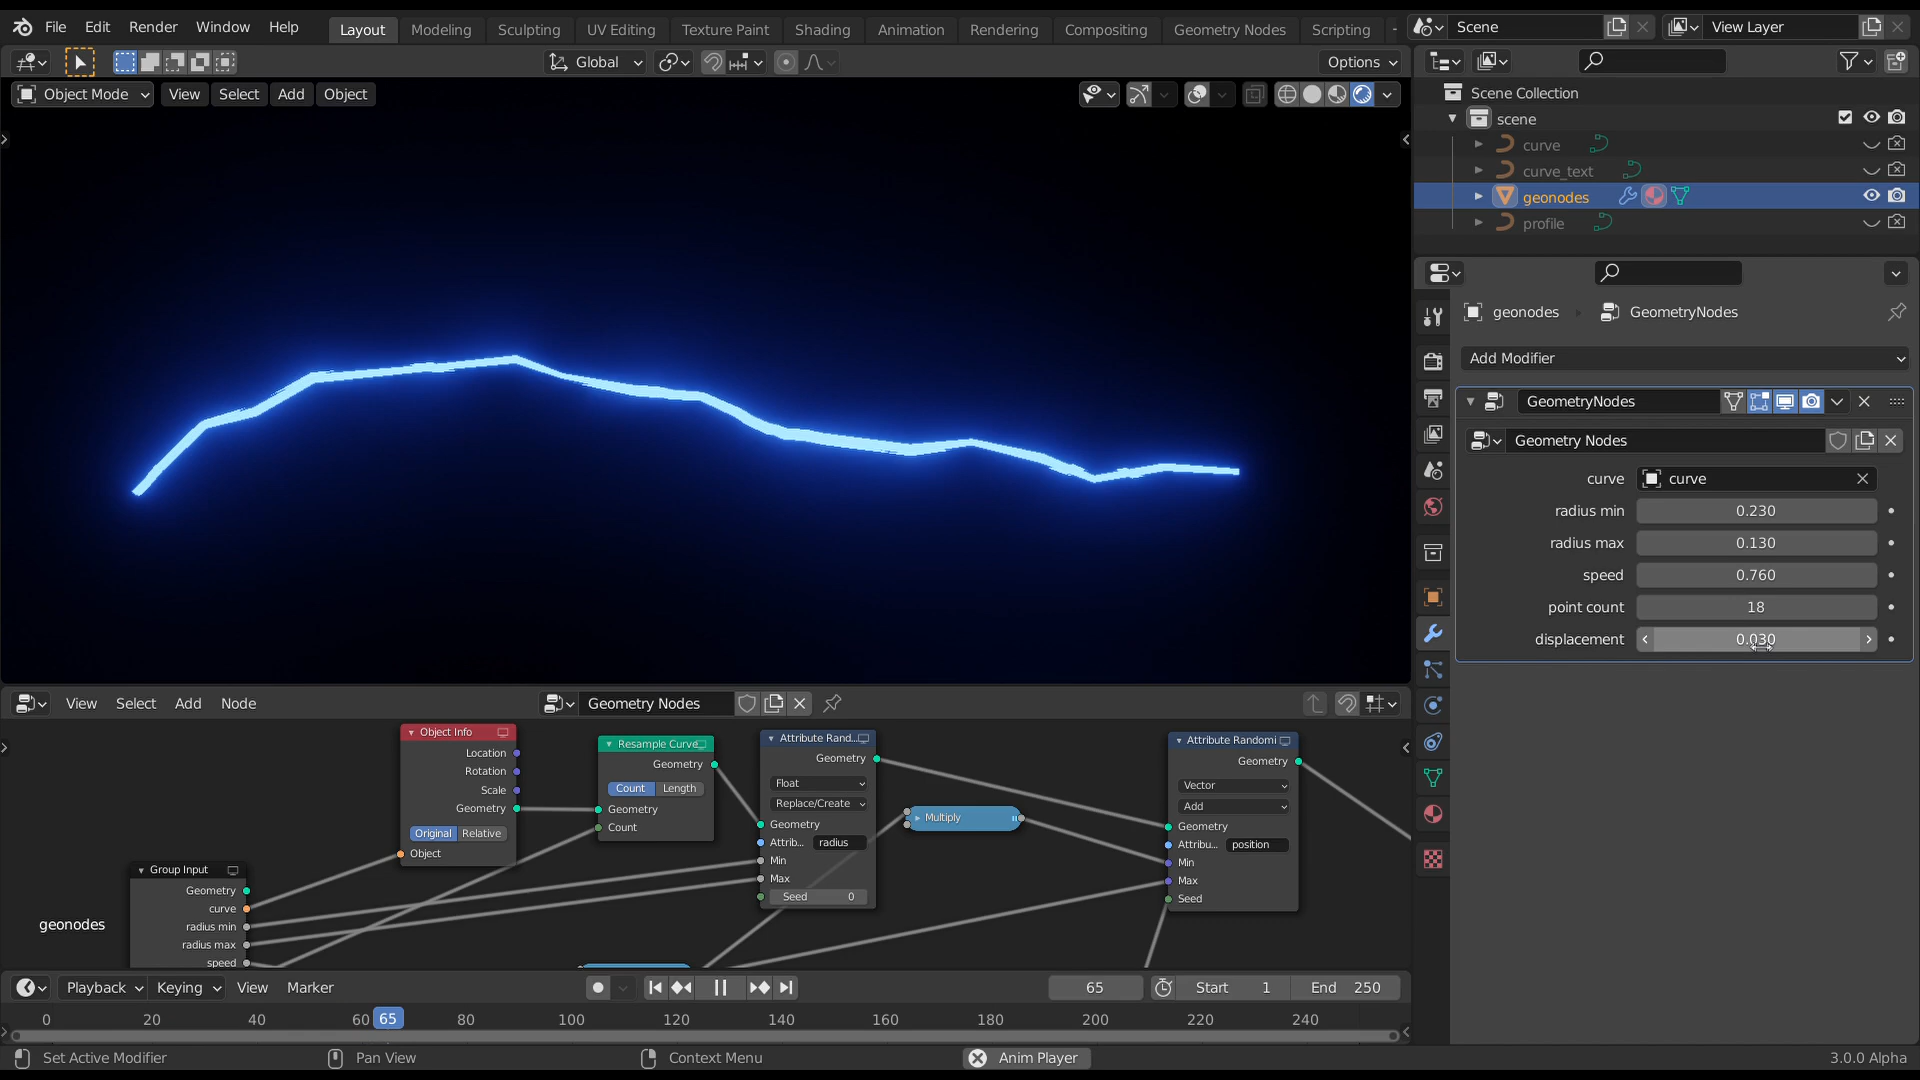 File Edit Render Window Help Layout Modeling Sculpting UV Editing Texture Paint Shading Animation Rendering Compositing Geometry Nodes Scripting Scene View Layer
Global Options
Object Mode View Select Add Object
Scene Collection
scene
curve
curve_text
geonodes
profile
geonodes GeometryNodes
Add Modifier
GeometryNodes
Geometry Nodes
curve curve
radius min 0.230
radius max 0.130
speed 0.760
point count 18
displacement 0.030
View Select Add Node Geometry Nodes
Object Info
Location
Rotation
Scale
Geometry
Original Relative
Object
Resample Curve
Geometry
Count Length
Geometry
Count
Attribute Rand...
Geometry
Float
Replace/Create
Geometry
Attrib... radius
Min
Max
Seed 0
Multiply
Attribute Randomi
Geometry
Vector
Add
Geometry
Attribu... position
Min
Max
Seed
Group Input
Geometry
curve
radius min
radius max
speed
geonodes
Playback Keying View Marker 65 Start 1 End 250
0 20 40 60 65 80 100 120 140 160 180 200 220 240
Set Active Modifier Pan View Context Menu Anim Player 3.0.0 Alpha